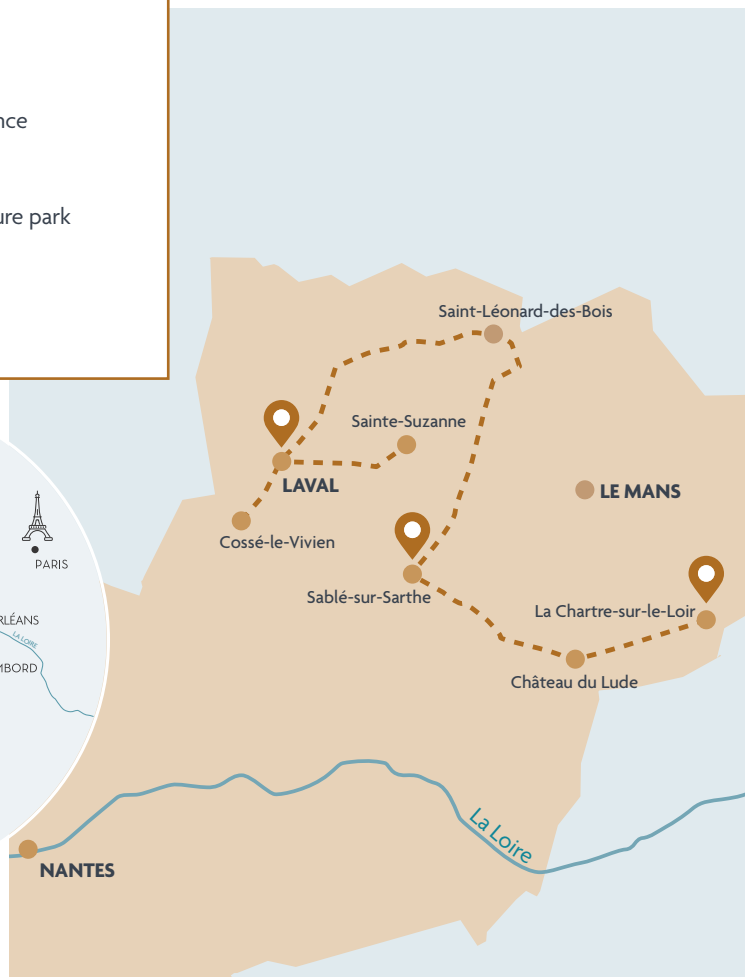 nce
ure park
Saint-Léonard-des-Bois
Sainte-Suzanne
LAVAL
LE MANS
Cossé-le-Vivien
PARIS
Sablé-sur-Sarthe
La Chartre-sur-le-Loir
RLÉANS
LA LOIRE
MBORD
Château du Lude
La Loire
NANTES